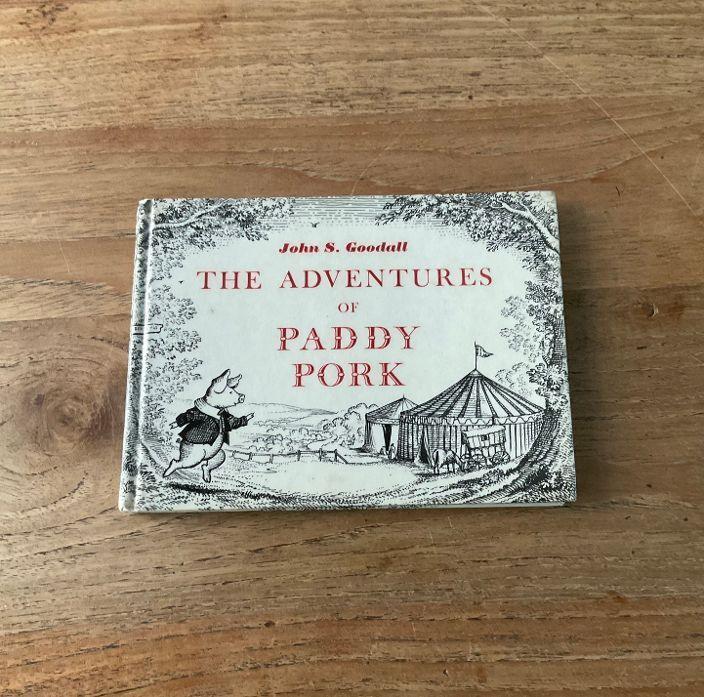 John S. Goodall
THE ADVENTURES
OF
PADDY
PORK